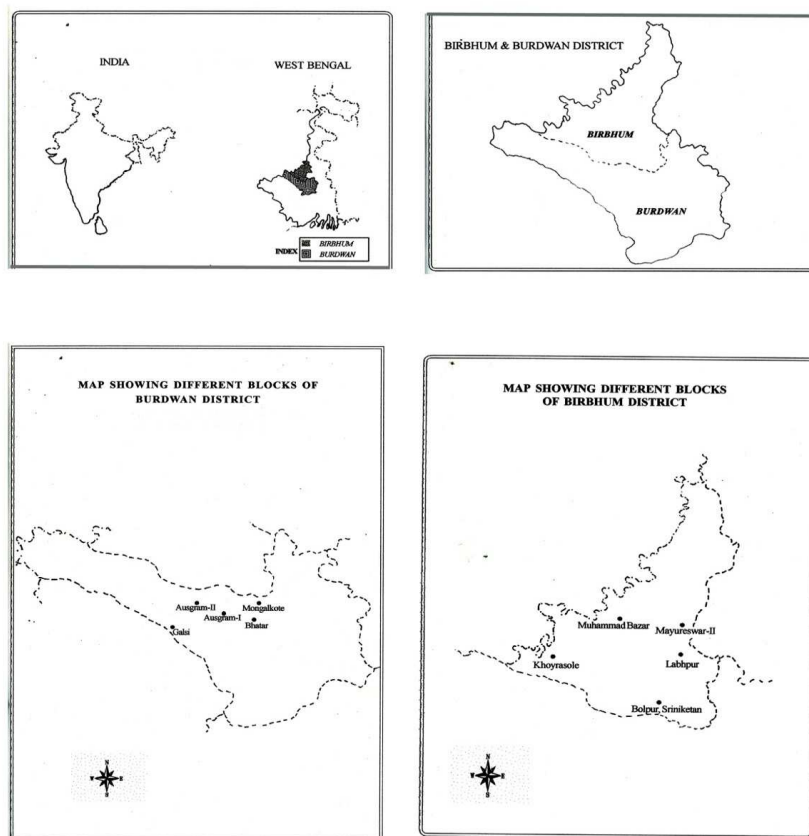 INDIA
WEST BENGAL
INDEX
BIRBHUM
BURDWAN
BIRBHUM & BURDWAN DISTRICT
BIRBHUM
BURDWAN
MAP SHOWING DIFFERENT BLOCKS OF
BURDWAN DISTRICT
Ausgram-II
Mongalkote
Ausgram-I
Bhatar
Galsi
N
W E
S
MAP SHOWING DIFFERENT BLOCKS
OF BIRBHUM DISTRICT
Muhammad Bazar
Mayureswar-II
Khoyrasole
Labhpur
Bolpur Sriniketan
N
W E
S